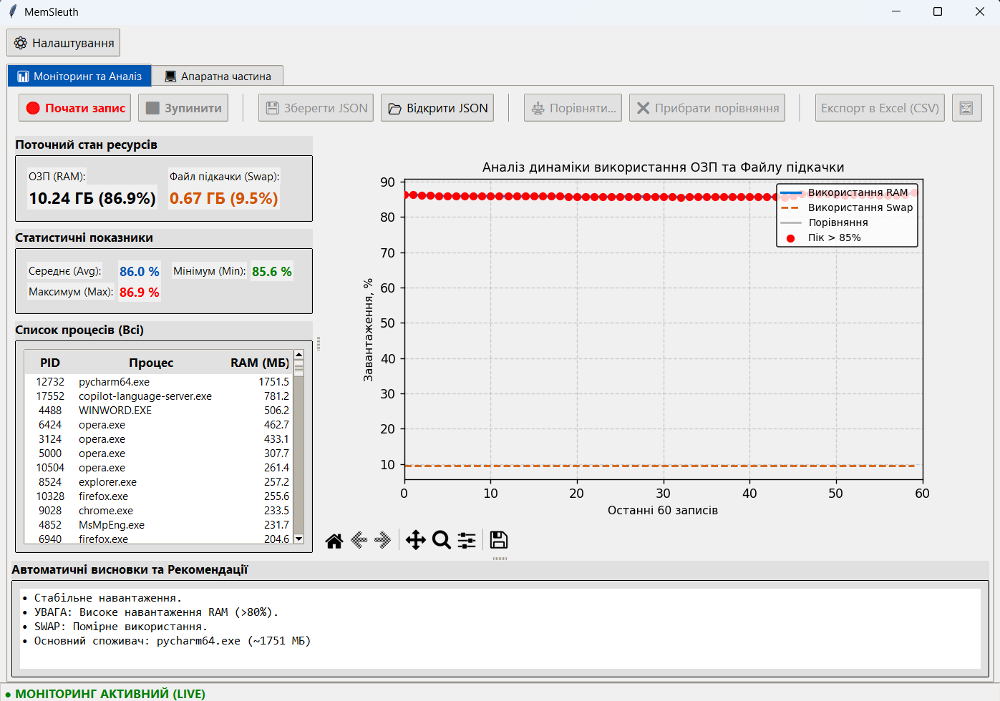 MemSleuth
Налаштування
Моніторинг та Аналіз
Апаратна частина
Почати запис
Зупинити
Зберегти JSON
Відкрити JSON
Порівняти...
Прибрати порівняння
Експорт в Excel (CSV)
Поточний стан ресурсів
ОЗП (RAM):
Файл підкачки (Swap):
10.24 ГБ (86.9%)
0.67 ГБ (9.5%)
Статистичні показники
Середнє (Avg):
86.0 %
Мінімум (Min):
85.6 %
Максимум (Max):
86.9 %
Список процесів (Всі)
PID Процес RAM (МБ)
12732 pycharm64.exe 1751.5
17552 copilot-language-server.exe 781.2
4488 WINWORD.EXE 506.2
6424 opera.exe 462.7
3124 opera.exe 433.1
5000 opera.exe 307.7
10504 opera.exe 261.4
8524 explorer.exe 257.2
10328 firefox.exe 255.6
9028 chrome.exe 233.5
4852 MsMpEng.exe 231.7
6940 firefox.exe 204.6
Аналіз динаміки використання ОЗП та Файлу підкачки
90
80
70
60
50
40
30
20
10
Завантаження, %
Використання RAM
Використання Swap
Порівняння
Пік > 85%
0 10 20 30 40 50 60
Останні 60 записів
Автоматичні висновки та Рекомендації
• Стабільне навантаження.
• УВАГА: Високе навантаження RAM (>80%).
• SWAP: Помірне використання.
• Основний споживач: pycharm64.exe (~1751 МБ)
● МОНІТОРИНГ АКТИВНИЙ (LIVE)